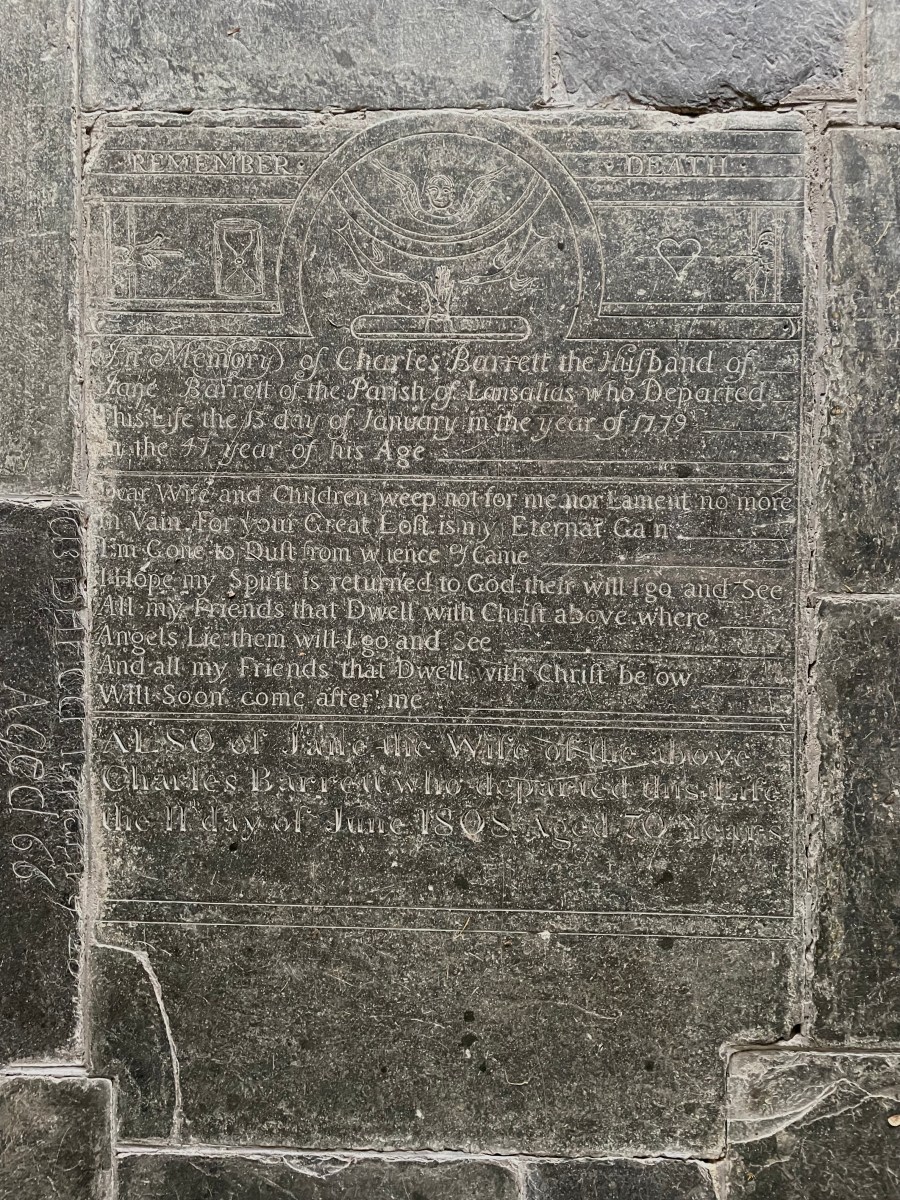 REMEMBER DEATH
In Memory of Charles Barrett the Husband of
Jane Barrett of the Parish of Lansallas who Departed
this Life the 13 day of January in the year of 1779
in the 47 year of his Age
Dear Wife and Children weep not for me nor Lament no more
in Vain For your Great Loſt is my Eternat Gain
I'm Gone to Duſt from whence I Came
I Hope my Spirit is returned to God their will I go and See
All my Friends that Dwell with Chriſt above where
Angels Lie them will I go and See
And all my Friends that Dwell with Chriſt below
Will Soon come after me
ALSO of Jane the Wife of the above
Charles Barrett who departed this Life
the 11 day of June 1808 Aged 70 Years
Aged 66